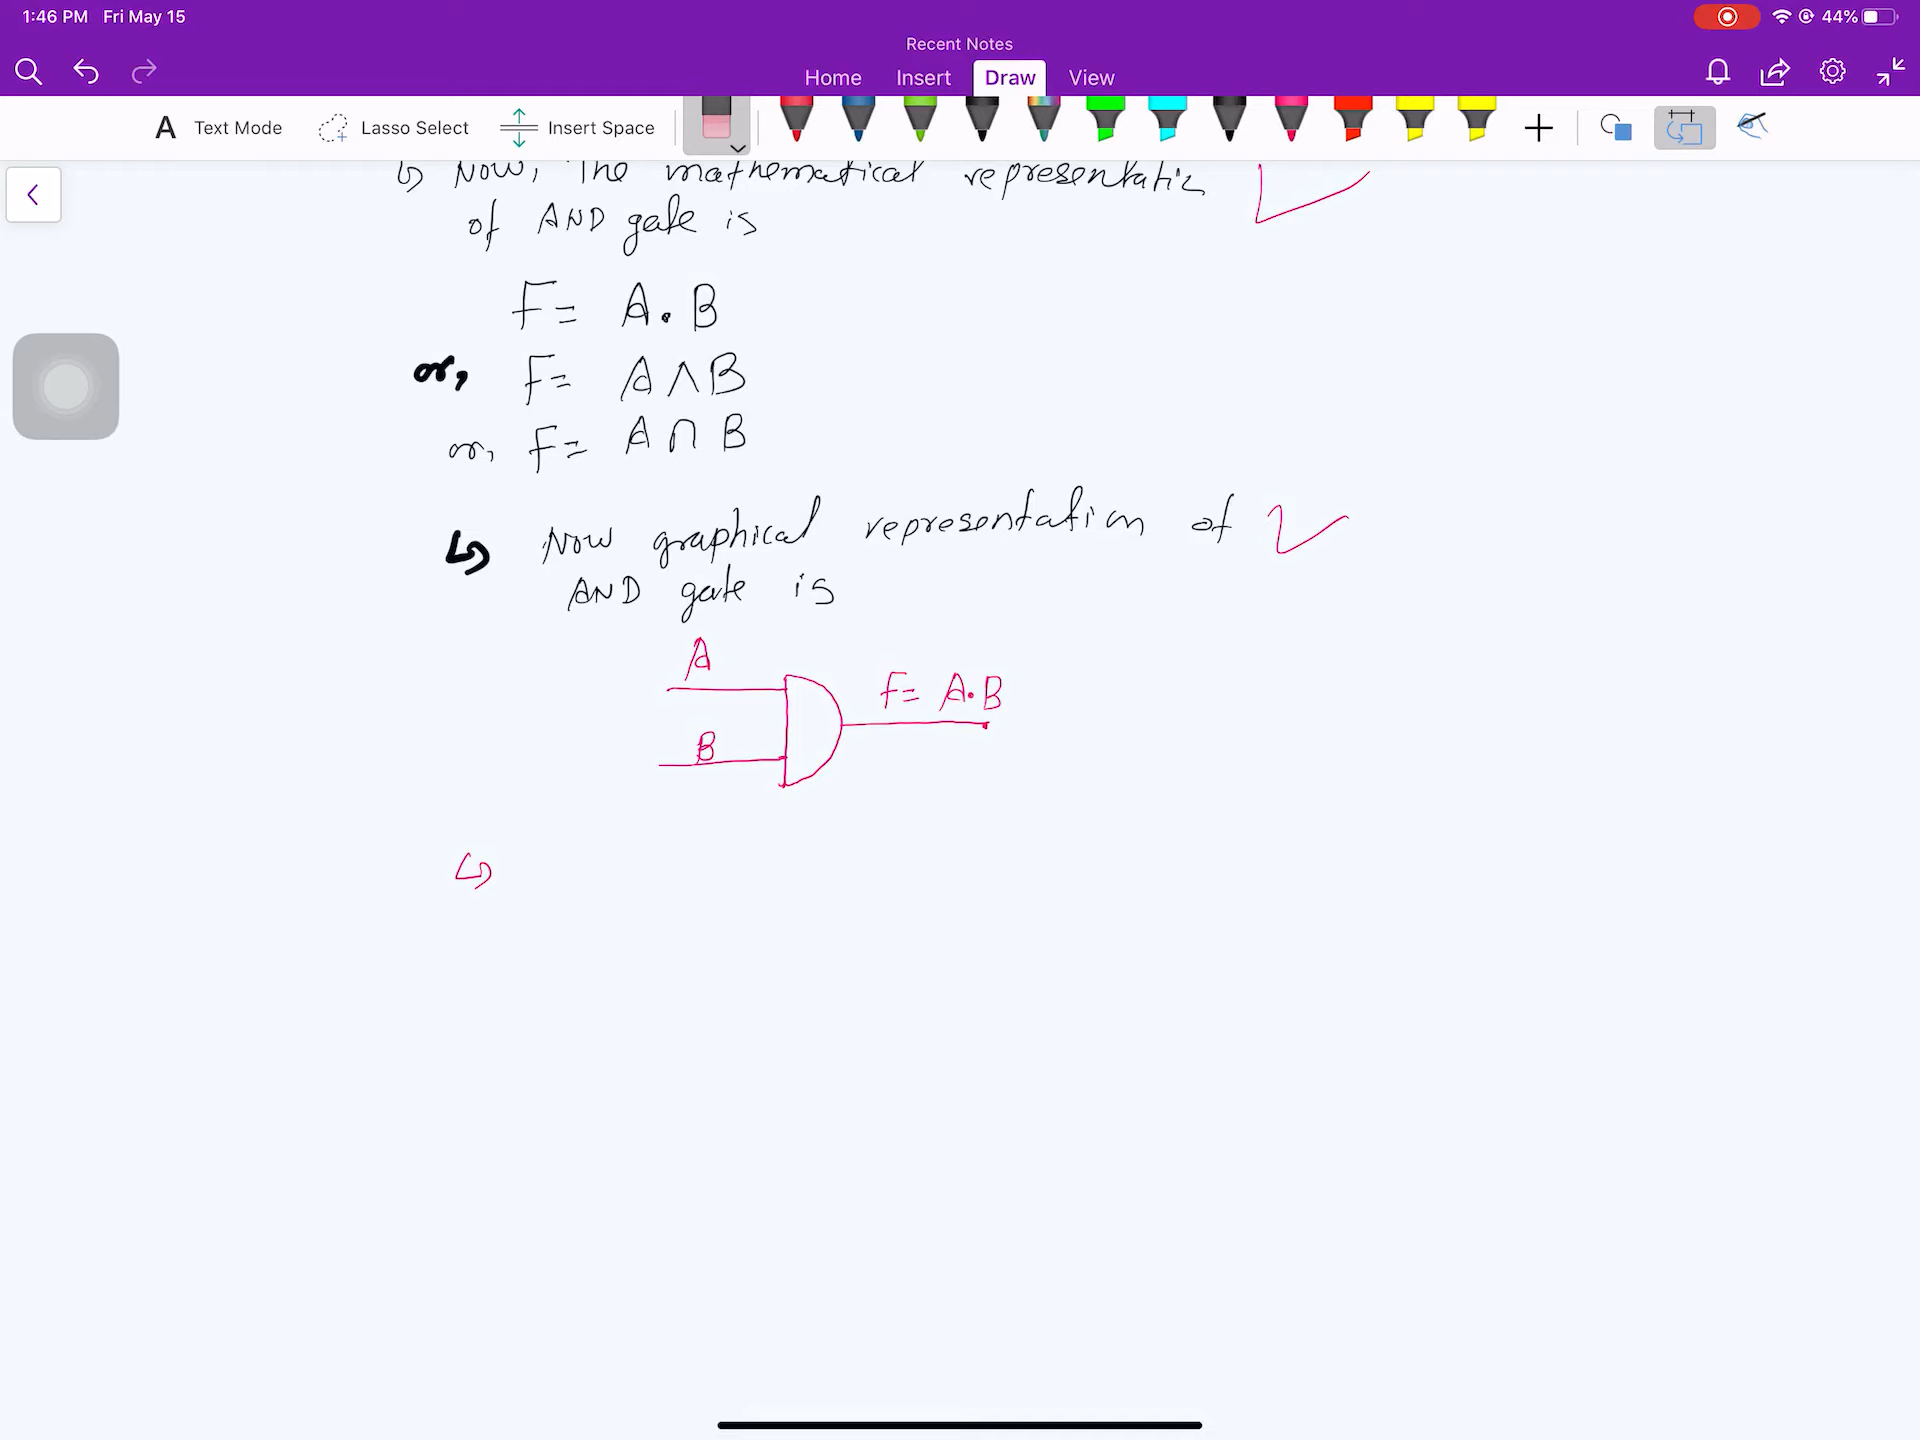 1:46 PM Fri May 15
44%
Recent Notes
Home Insert Draw View
A Text Mode Lasso Select Insert Space
↳ Now, The mathematical representatin
of AND gate is
F = A . B
or, F = A ∧ B
or, F = A ∩ B
↳ Now graphical representation of
AND gate is
A
F = A.B
B
↳